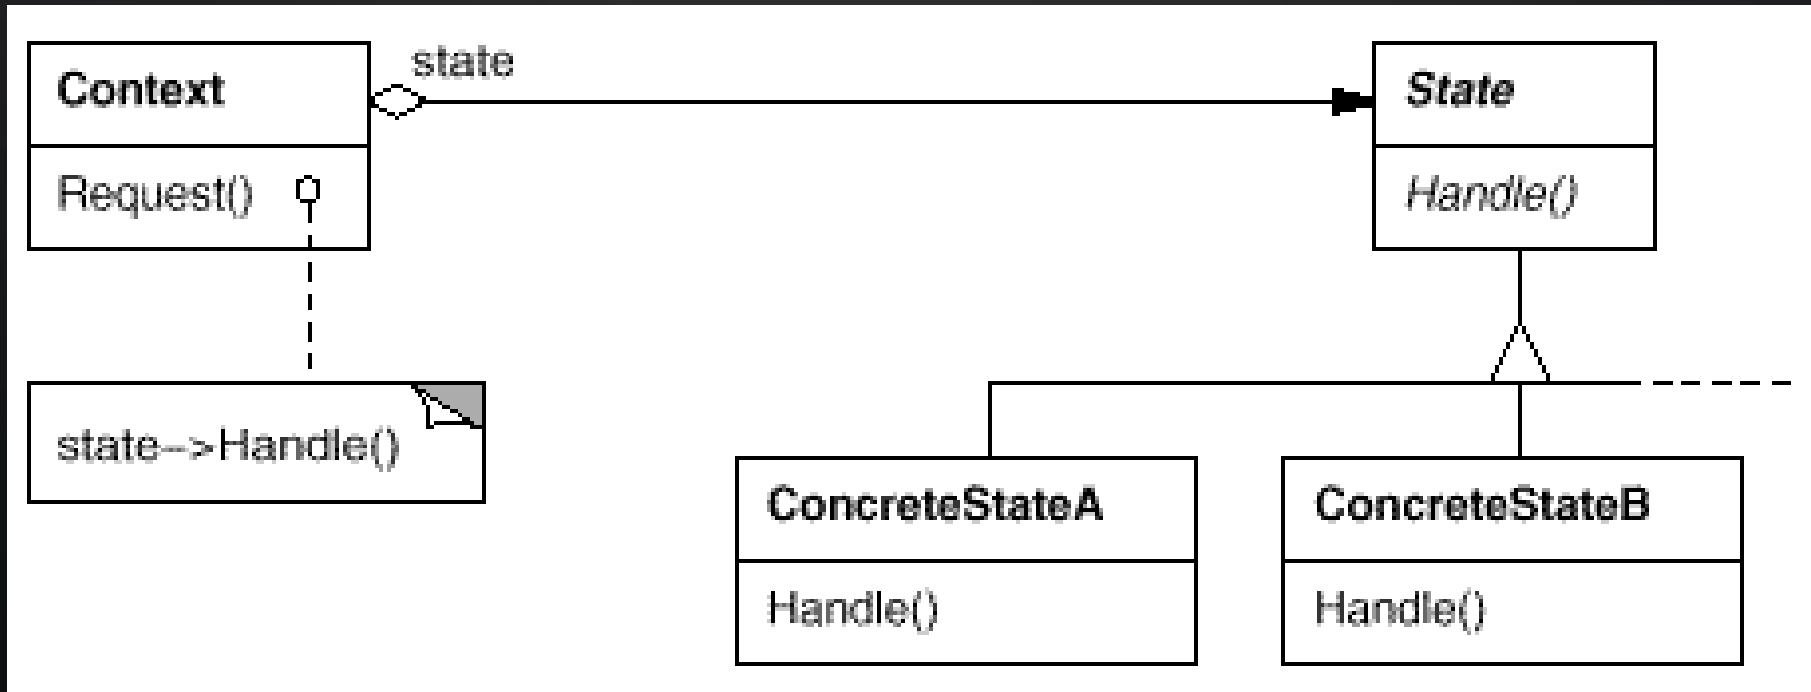 Context
Request()
state
State
Handle()
state-->Handle()
ConcreteStateA
Handle()
ConcreteStateB
Handle()